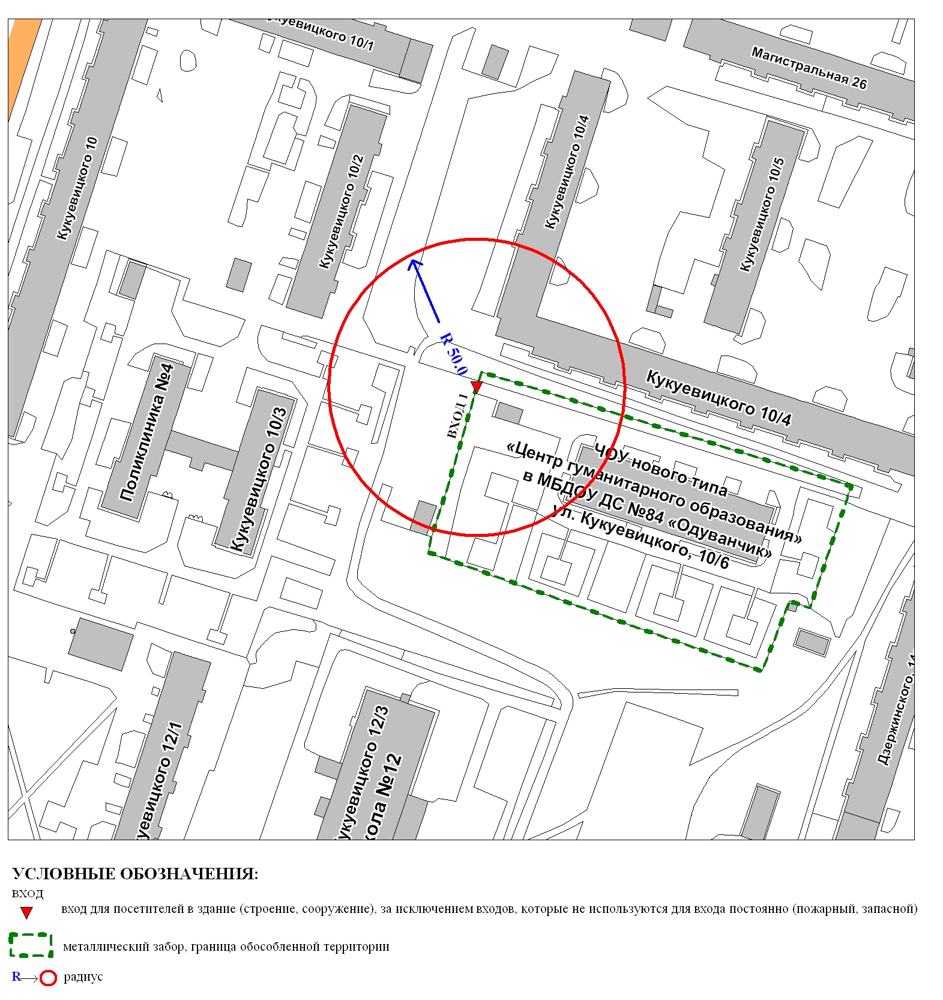 Кукуевицкого 10/1
Магистральная 26
Кукуевицкого 10
Кукуевицкого 10/2
Кукуевицкого 10/4
Кукуевицкого 10/5
R 50.0
ВХОД 1
Кукуевицкого 10/4
Поликлиника №4
Кукуевицкого 10/3
ЧОУ нового типа
«Центр гуманитарного образования»
в МБДОУ ДС №84 «Одуванчик»
ул. Кукуевицкого, 10/6
Дзержинского, 14
куевицкого 12/1
укуевицкого 12/3
кола №12
УСЛОВНЫЕ ОБОЗНАЧЕНИЯ:
ВХОД
вход для посетителей в здание (строение, сооружение), за исключением входов, которые не используются для входа постоянно (пожарный, запасной)
металлический забор, граница обособленной территории
R
радиус